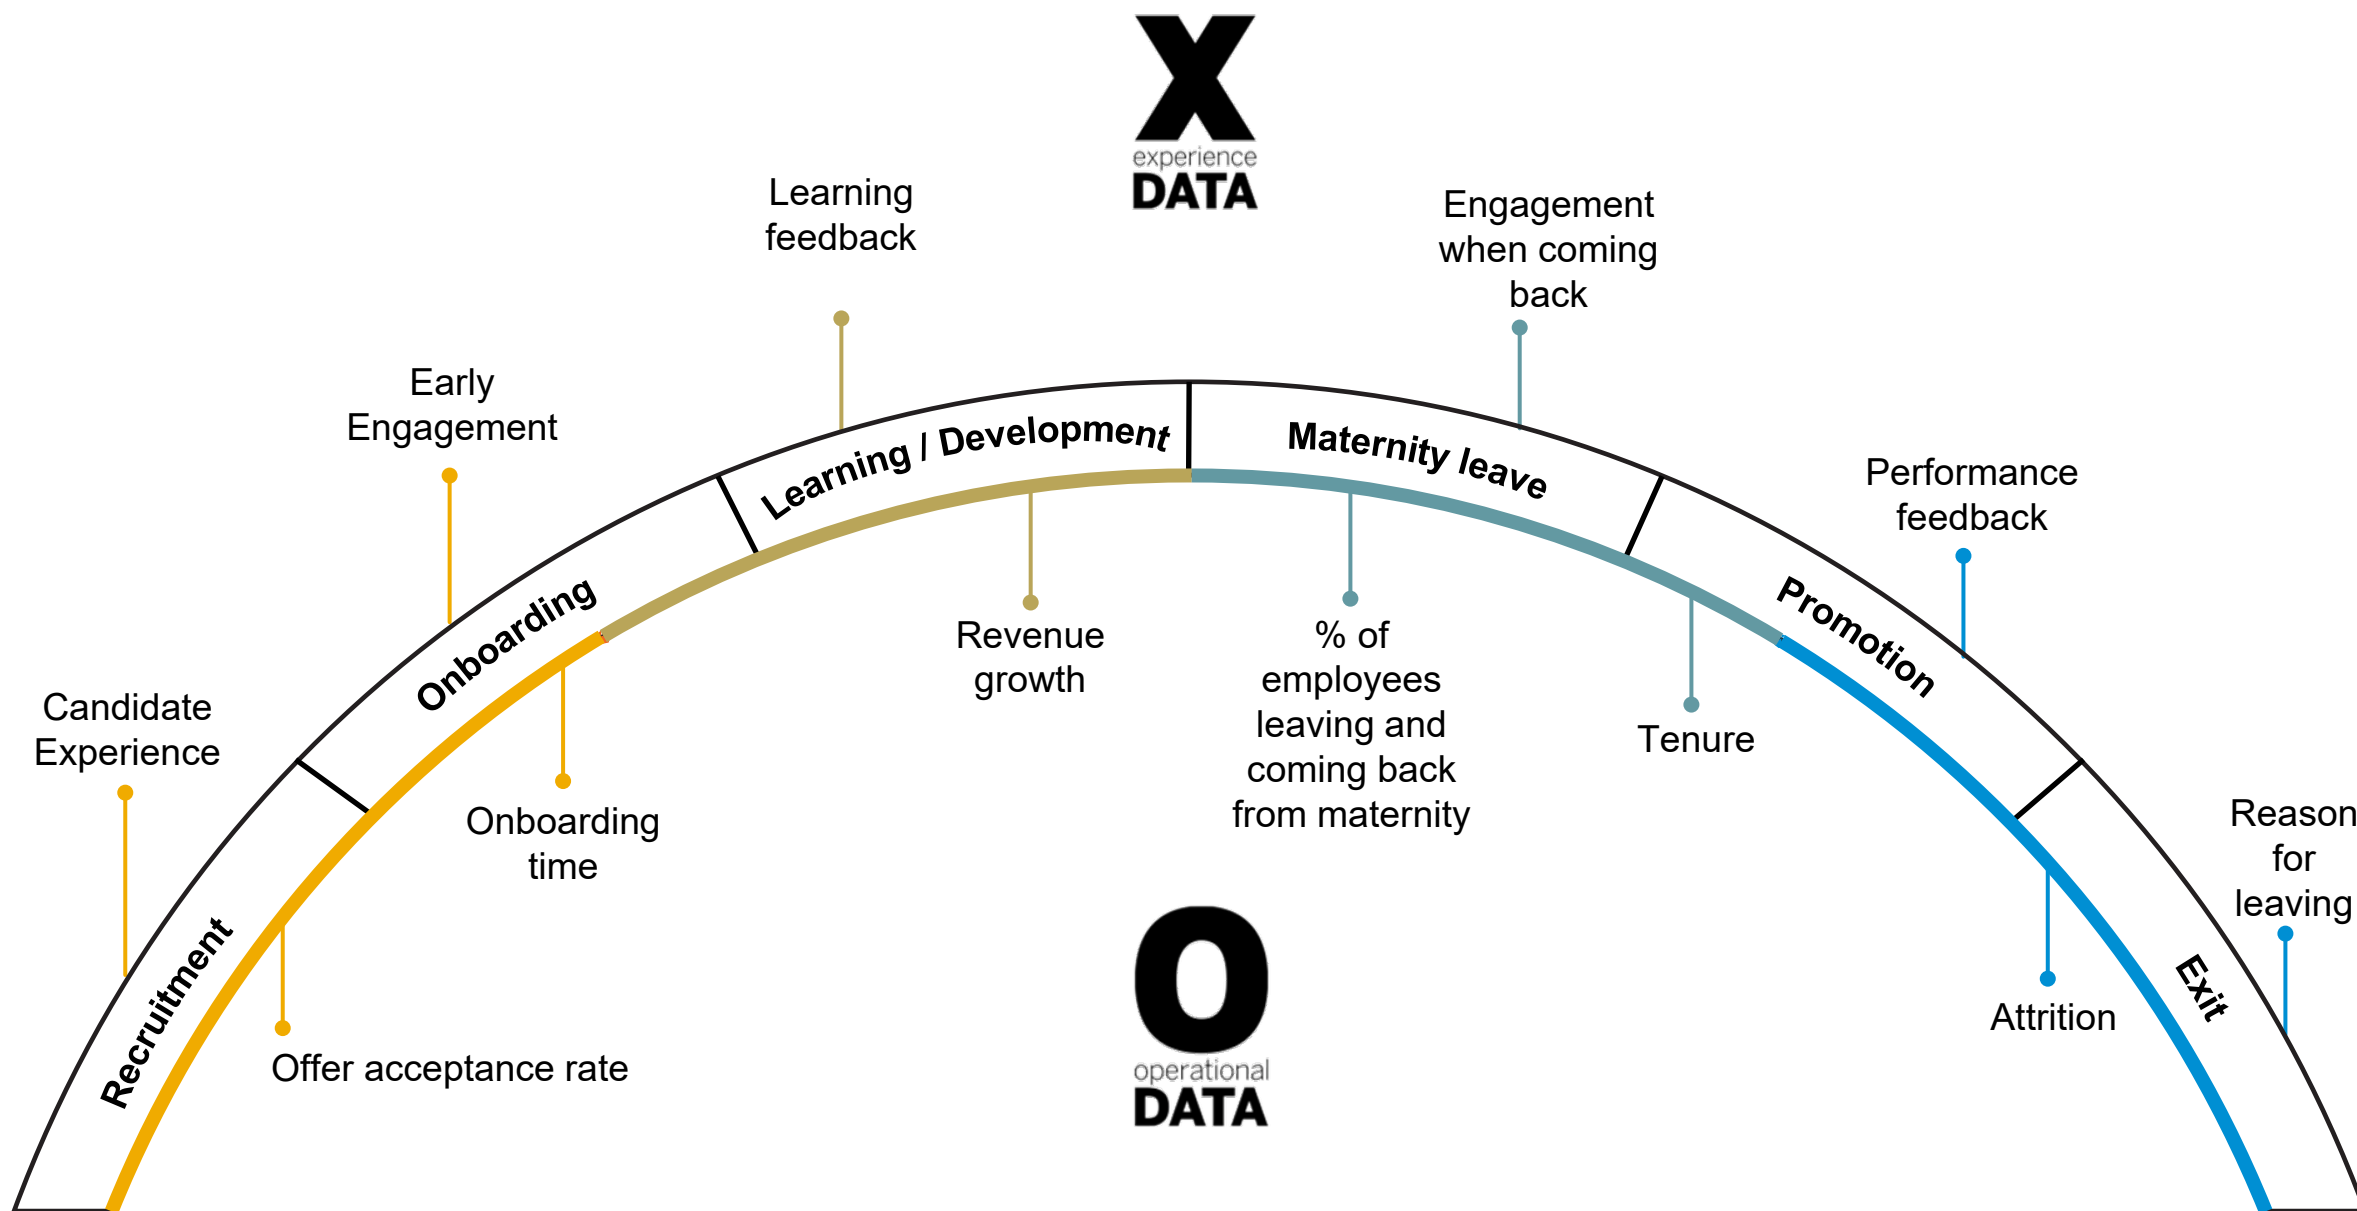 X
experience
DATA
Learning
feedback
Engagement
when coming
back
Early
Engagement
Performance
feedback
Candidate
Experience
Reason
for
leaving
Recruitment
Onboarding
Learning / Development
Maternity leave
Promotion
Exit
Offer acceptance rate
Onboarding
time
Revenue
growth
% of
employees
leaving and
coming back
from maternity
Tenure
Attrition
O
operational
DATA